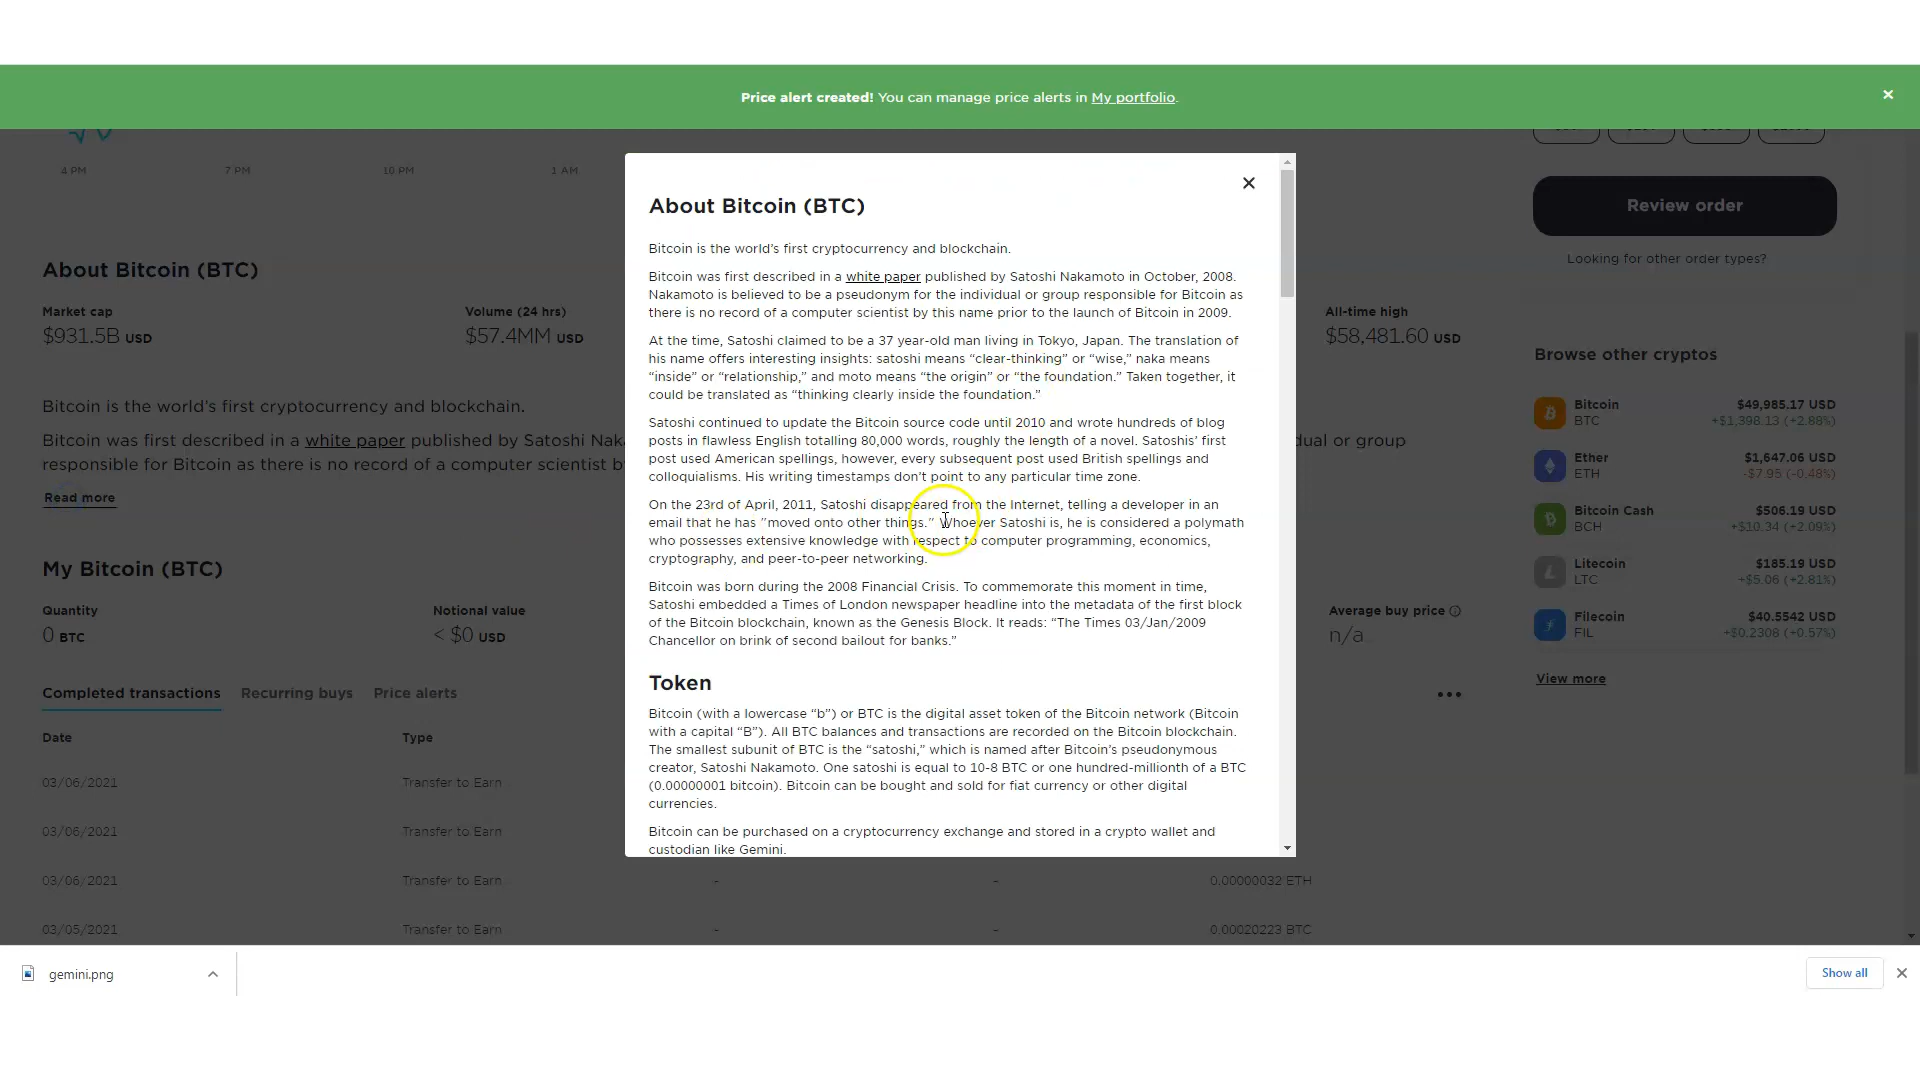 Price alert created! You can manage price alerts in My portfolio.
4 PM 7 PM 10 PM 1 AM
About Bitcoin (BTC)
Market cap
$931.5B USD
Volume (24 hrs)
$57.4MM USD
All-time high
$58,481.60 USD
Bitcoin is the world's first cryptocurrency and blockchain.
Bitcoin was first described in a white paper published by Satoshi Nak
dual or group
responsible for Bitcoin as there is no record of a computer scientist b
Read more
My Bitcoin (BTC)
Quantity
0 BTC
Notional value
< $0 USD
Average buy price
n/a
Completed transactions Recurring buys Price alerts
Date Type
03/06/2021 Transfer to Earn
03/06/2021 Transfer to Earn
03/06/2021 Transfer to Earn - - 0.00000032 ETH
03/05/2021 Transfer to Earn - - 0.00020223 BTC
About Bitcoin (BTC)
Bitcoin is the world's first cryptocurrency and blockchain.
Bitcoin was first described in a white paper published by Satoshi Nakamoto in October, 2008.
Nakamoto is believed to be a pseudonym for the individual or group responsible for Bitcoin as
there is no record of a computer scientist by this name prior to the launch of Bitcoin in 2009.
At the time, Satoshi claimed to be a 37 year-old man living in Tokyo, Japan. The translation of
his name offers interesting insights: satoshi means “clear-thinking” or “wise,” naka means
“inside” or “relationship,” and moto means “the origin” or “the foundation.” Taken together, it
could be translated as “thinking clearly inside the foundation.”
Satoshi continued to update the Bitcoin source code until 2010 and wrote hundreds of blog
posts in flawless English totalling 80,000 words, roughly the length of a novel. Satoshis’ first
post used American spellings, however, every subsequent post used British spellings and
colloquialisms. His writing timestamps don’t point to any particular time zone.
On the 23rd of April, 2011, Satoshi disappeared from the Internet, telling a developer in an
email that he has ”moved onto other things.” Whoever Satoshi is, he is considered a polymath
who possesses extensive knowledge with respect to computer programming, economics,
cryptography, and peer-to-peer networking.
Bitcoin was born during the 2008 Financial Crisis. To commemorate this moment in time,
Satoshi embedded a Times of London newspaper headline into the metadata of the first block
of the Bitcoin blockchain, known as the Genesis Block. It reads: “The Times 03/Jan/2009
Chancellor on brink of second bailout for banks.”
Token
Bitcoin (with a lowercase “b”) or BTC is the digital asset token of the Bitcoin network (Bitcoin
with a capital “B”). All BTC balances and transactions are recorded on the Bitcoin blockchain.
The smallest subunit of BTC is the “satoshi,” which is named after Bitcoin’s pseudonymous
creator, Satoshi Nakamoto. One satoshi is equal to 10-8 BTC or one hundred-millionth of a BTC
(0.00000001 bitcoin). Bitcoin can be bought and sold for fiat currency or other digital
currencies.
Bitcoin can be purchased on a cryptocurrency exchange and stored in a crypto wallet and
custodian like Gemini.
Review order
Looking for other order types?
Browse other cryptos
Bitcoin $49,985.17 USD
BTC +$1,398.13 (+2.88%)
Ether $1,647.06 USD
ETH -$7.95 (-0.48%)
Bitcoin Cash $506.19 USD
BCH +$10.34 (+2.09%)
Litecoin $185.19 USD
LTC +$5.06 (+2.81%)
Filecoin $40.5542 USD
FIL +$0.2308 (+0.57%)
View more
gemini.png
Show all